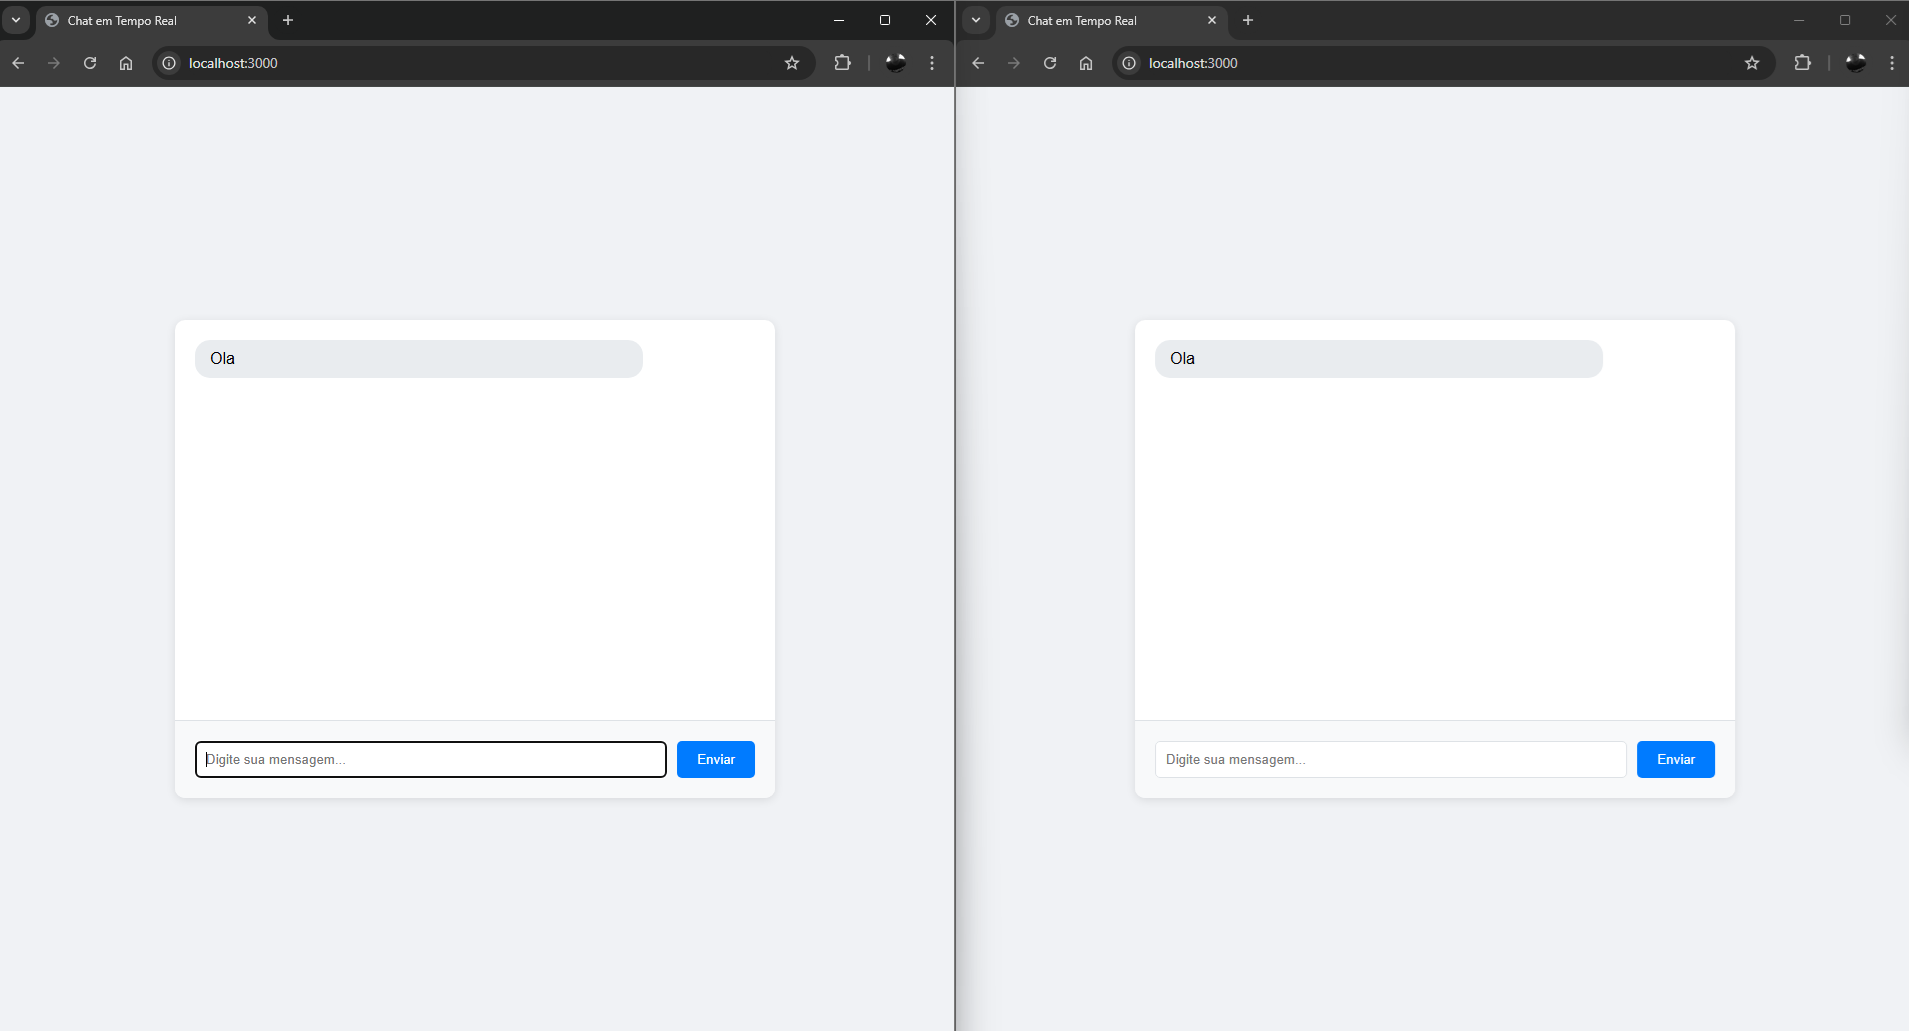 Chat em Tempo Real
localhost:3000
Ola
Digite sua mensagem...
Enviar
Chat em Tempo Real
localhost:3000
Ola
Digite sua mensagem...
Enviar